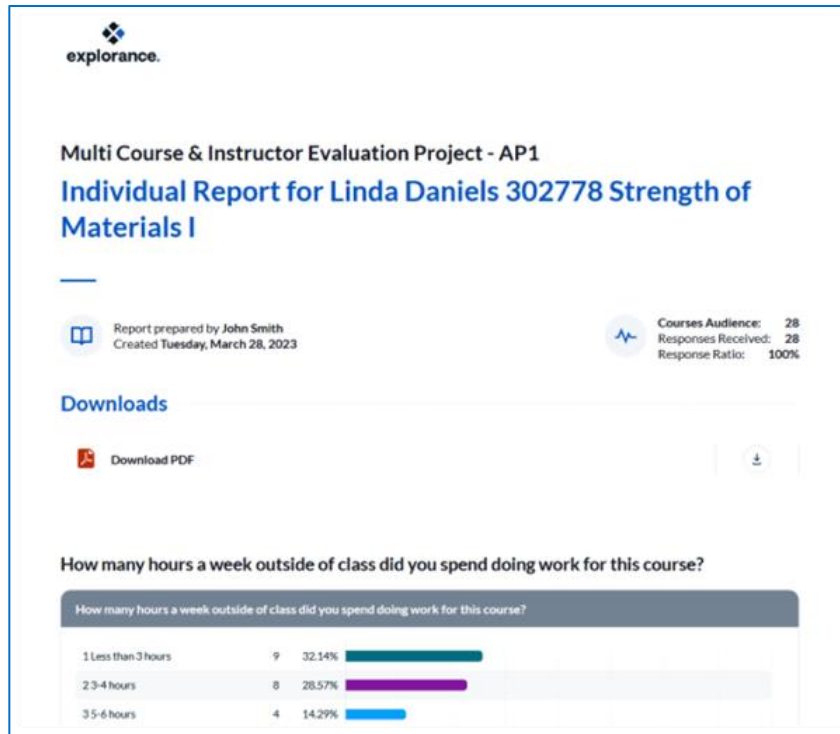 explorance.
Multi Course & Instructor Evaluation Project - AP1
Individual Report for Linda Daniels 302778 Strength of
Materials I
Report prepared by John Smith
Created Tuesday, March 28, 2023
Courses Audience: 28
Responses Received: 28
Response Ratio: 100%
Downloads
Download PDF
How many hours a week outside of class did you spend doing work for this course?
How many hours a week outside of class did you spend doing work for this course?
1 Less than 3 hours 9 32.14%
2 3-4 hours 8 28.57%
3 5-6 hours 4 14.29%